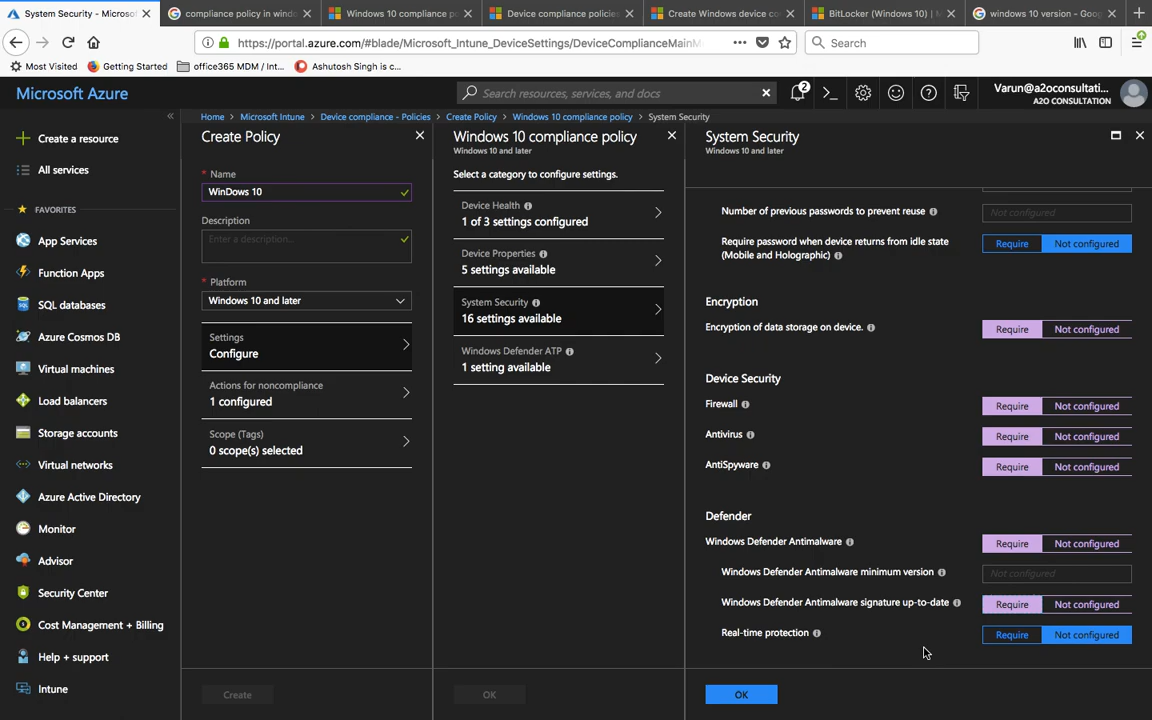 System Security - Microso
compliance policy in windo
Windows 10 compliance po
Device compliance policies
Create Windows device co
BitLocker (Windows 10) | M
windows 10 version - Goog
https://portal.azure.com/#blade/Microsoft_Intune_DeviceSettings/DeviceComplianceMainM
Search
Most Visited
Getting Started
office365 MDM / Int...
Ashutosh Singh is c...
Microsoft Azure
Search resources, services, and docs
2
Varun@a2oconsultati...
A2O CONSULTATION
Home > Microsoft Intune > Device compliance - Policies > Create Policy > Windows 10 compliance policy > System Security
Create a resource
All services
FAVORITES
App Services
Function Apps
SQL databases
Azure Cosmos DB
Virtual machines
Load balancers
Storage accounts
Virtual networks
Azure Active Directory
Monitor
Advisor
Security Center
Cost Management + Billing
Help + support
Intune
Create Policy
* Name
WinDows 10
Description
Enter a description...
* Platform
Windows 10 and later
Settings
Configure
Actions for noncompliance
1 configured
Scope (Tags)
0 scope(s) selected
Create
Windows 10 compliance policy
Windows 10 and later
Select a category to configure settings.
Device Health
1 of 3 settings configured
Device Properties
5 settings available
System Security
16 settings available
Windows Defender ATP
1 setting available
OK
System Security
Windows 10 and later
Number of previous passwords to prevent reuse
Not configured
Require password when device returns from idle state
(Mobile and Holographic)
Require Not configured
Encryption
Encryption of data storage on device.
Require Not configured
Device Security
Firewall
Require Not configured
Antivirus
Require Not configured
AntiSpyware
Require Not configured
Defender
Windows Defender Antimalware
Require Not configured
Windows Defender Antimalware minimum version
Not configured
Windows Defender Antimalware signature up-to-date
Require Not configured
Real-time protection
Require Not configured
OK